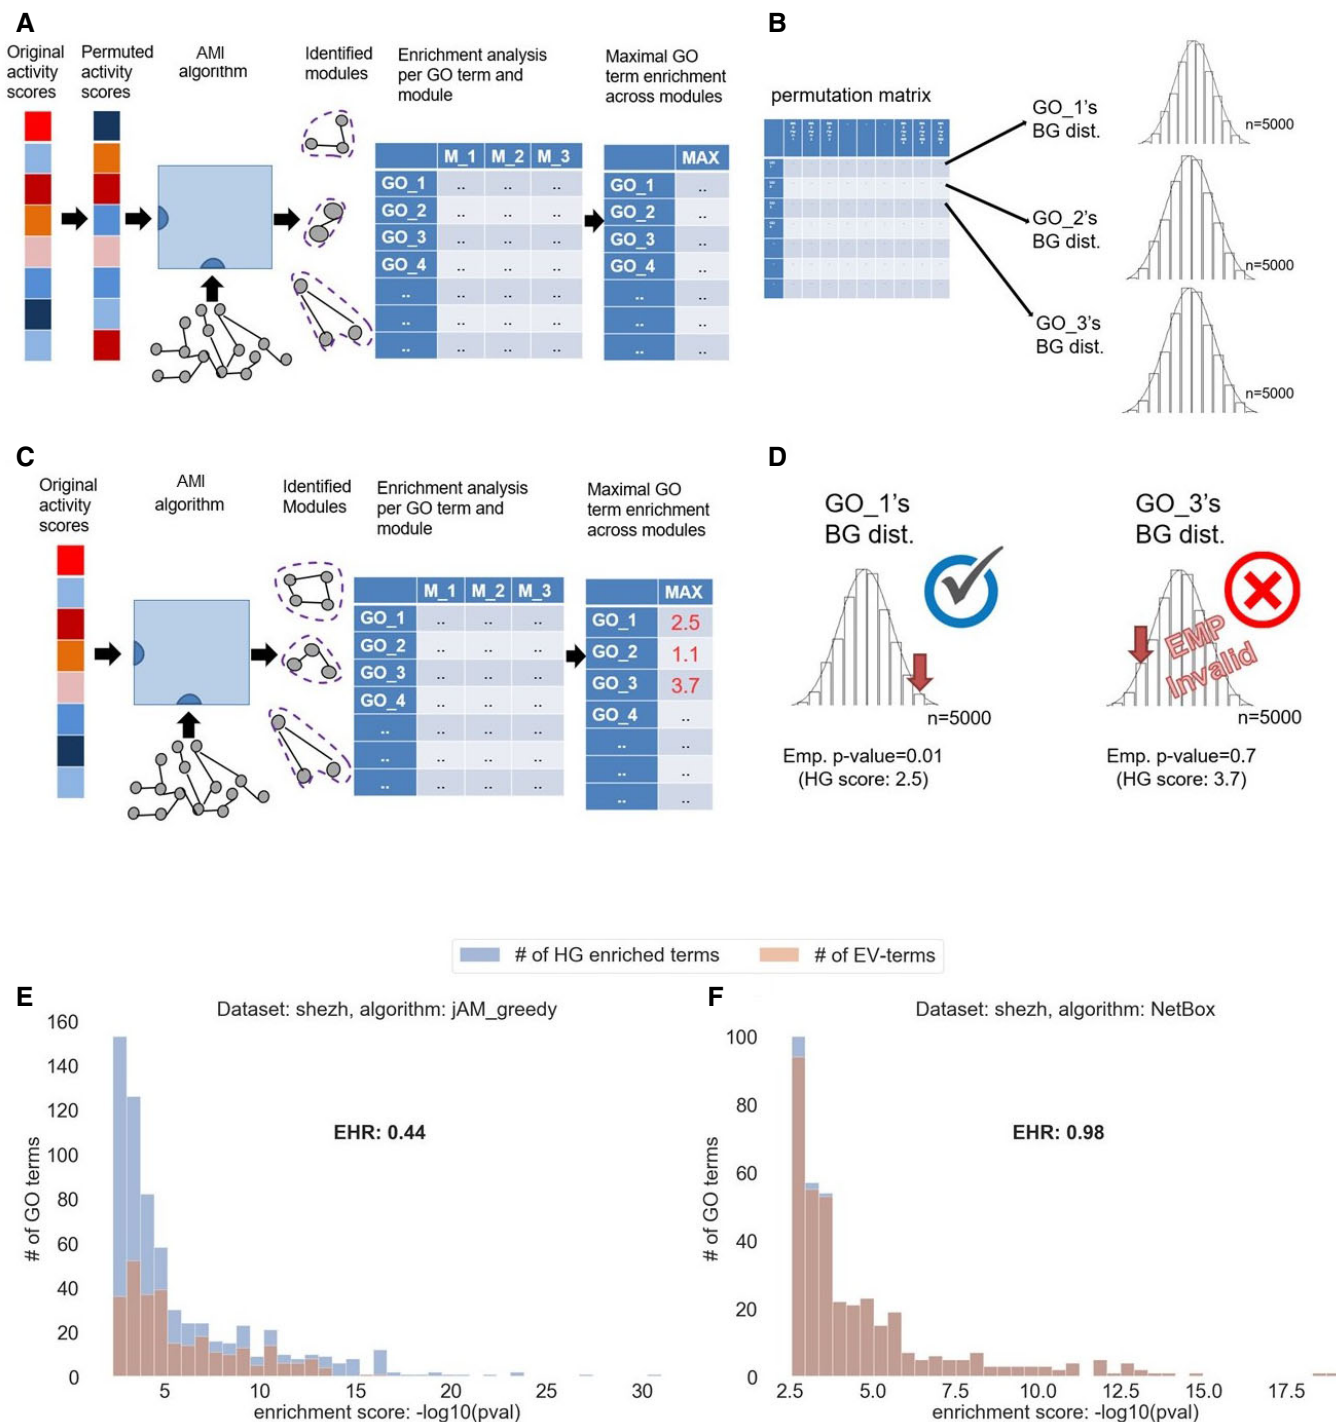 A
Original
activity
scores
Permuted
activity
scores
AMI
algorithm
Identified
modules
Enrichment analysis
per GO term and
module
Maximal GO
term enrichment
across modules
M_1 M_2 M_3
GO_1 .. .. ..
GO_2 .. .. ..
GO_3 .. .. ..
GO_4 .. .. ..
.. .. .. ..
.. .. .. ..
.. .. .. ..
MAX
GO_1 ..
GO_2 ..
GO_3 ..
GO_4 ..
.. ..
.. ..
.. ..
B
permutation matrix
GO_1's
BG dist.
n=5000
GO_2's
BG dist.
n=5000
GO_3's
BG dist.
n=5000
C
Original
activity
scores
AMI
algorithm
Identified
Modules
Enrichment analysis
per GO term and
module
Maximal GO
term enrichment
across modules
M_1 M_2 M_3
GO_1 .. .. ..
GO_2 .. .. ..
GO_3 .. .. ..
GO_4 .. .. ..
.. .. .. ..
.. .. .. ..
.. .. .. ..
MAX
GO_1 2.5
GO_2 1.1
GO_3 3.7
GO_4 ..
.. ..
.. ..
.. ..
D
GO_1's
BG dist.
n=5000
Emp. p-value=0.01
(HG score: 2.5)
GO_3's
BG dist.
EMP
Invalid
n=5000
Emp. p-value=0.7
(HG score: 3.7)
# of HG enriched terms
# of EV-terms
E
Dataset: shezh, algorithm: jAM_greedy
EHR: 0.44
# of GO terms
160
140
120
100
80
60
40
20
0
5 10 15 20 25 30
enrichment score: -log10(pval)
F
Dataset: shezh, algorithm: NetBox
EHR: 0.98
# of GO terms
100
80
60
40
20
0
2.5 5.0 7.5 10.0 12.5 15.0 17.5
enrichment score: -log10(pval)